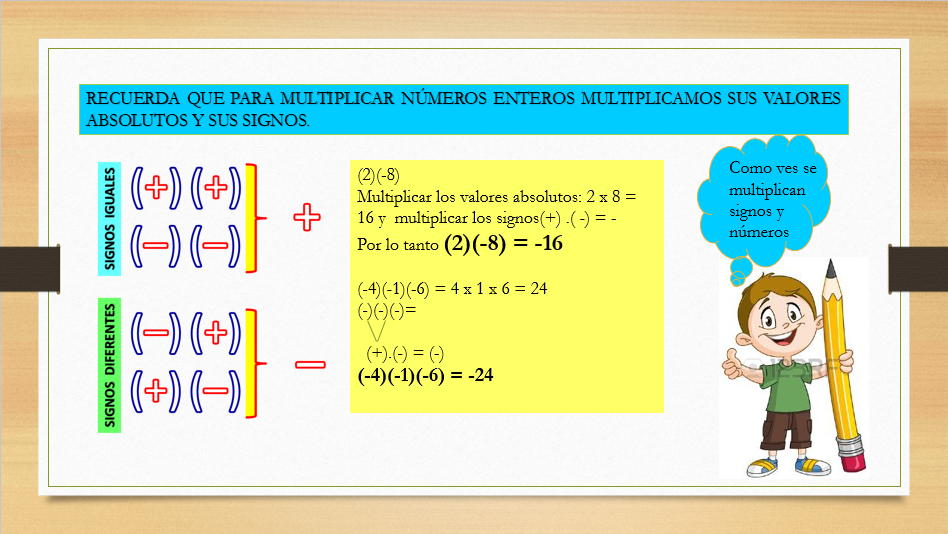 RECUERDA QUE PARA MULTIPLICAR NÚMEROS ENTEROS MULTIPLICAMOS SUS VALORES
ABSOLUTOS Y SUS SIGNOS.
SIGNOS IGUALES
(+) (+)
(−) (−)
+
SIGNOS DIFERENTES
(−) (+)
(+) (−)
−
(2)(-8)
Multiplicar los valores absolutos: 2 x 8 =
16 y multiplicar los signos(+) .( -) = -
Por lo tanto (2)(-8) = -16
(-4)(-1)(-6) = 4 x 1 x 6 = 24
(-)(-)(-)=
(+).(-) = (-)
(-4)(-1)(-6) = -24
Como ves se
multiplican
signos y
números